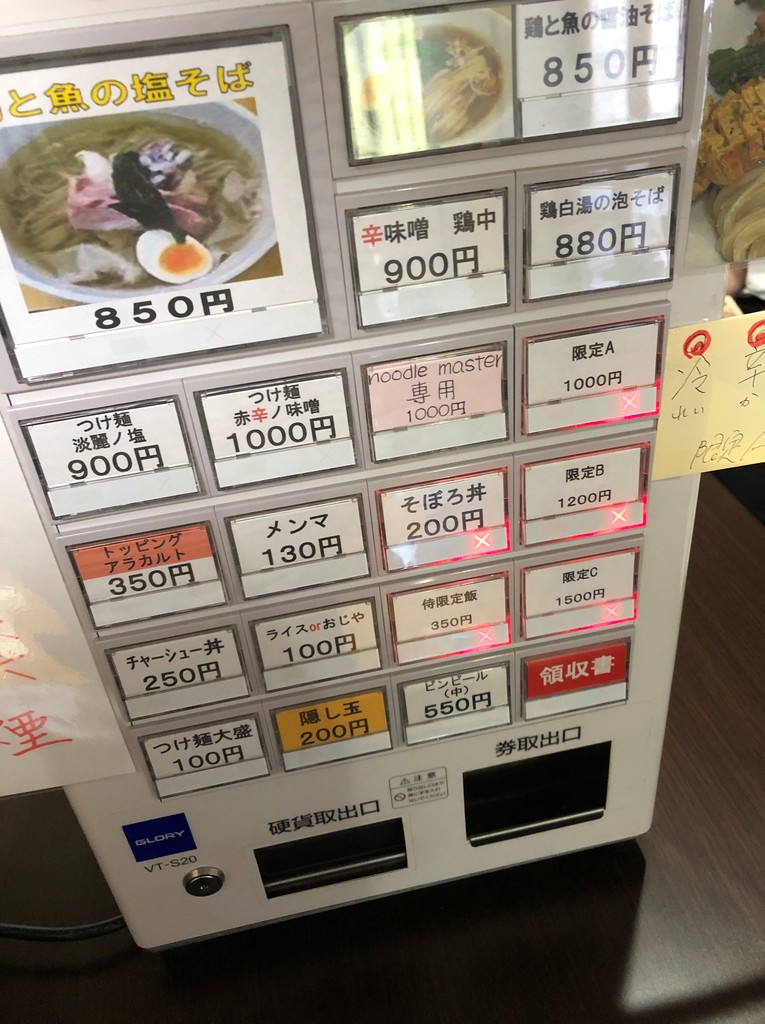 と魚の塩そば
850円
鶏と魚の醤油そば
850円
辛味噌 鶏中
900円
鶏白湯の泡そば
880円
つけ麺
淡麗ノ塩
900円
つけ麺
赤辛ノ味噌
1000円
noodle master
専用
1000円
限定A
1000円
トッピング
アラカルト
350円
メンマ
130円
そぼろ丼
200円
限定B
1200円
チャーシュー丼
250円
ライスorおじや
100円
侍限定飯
350円
限定C
1500円
つけ麺大盛
100円
隠し玉
200円
ビンビール
(中)
550円
領収書
冷
れい
辛
か
限定A
煙
注意
硬貨取出口
券取出口
GLORY
VT-S20